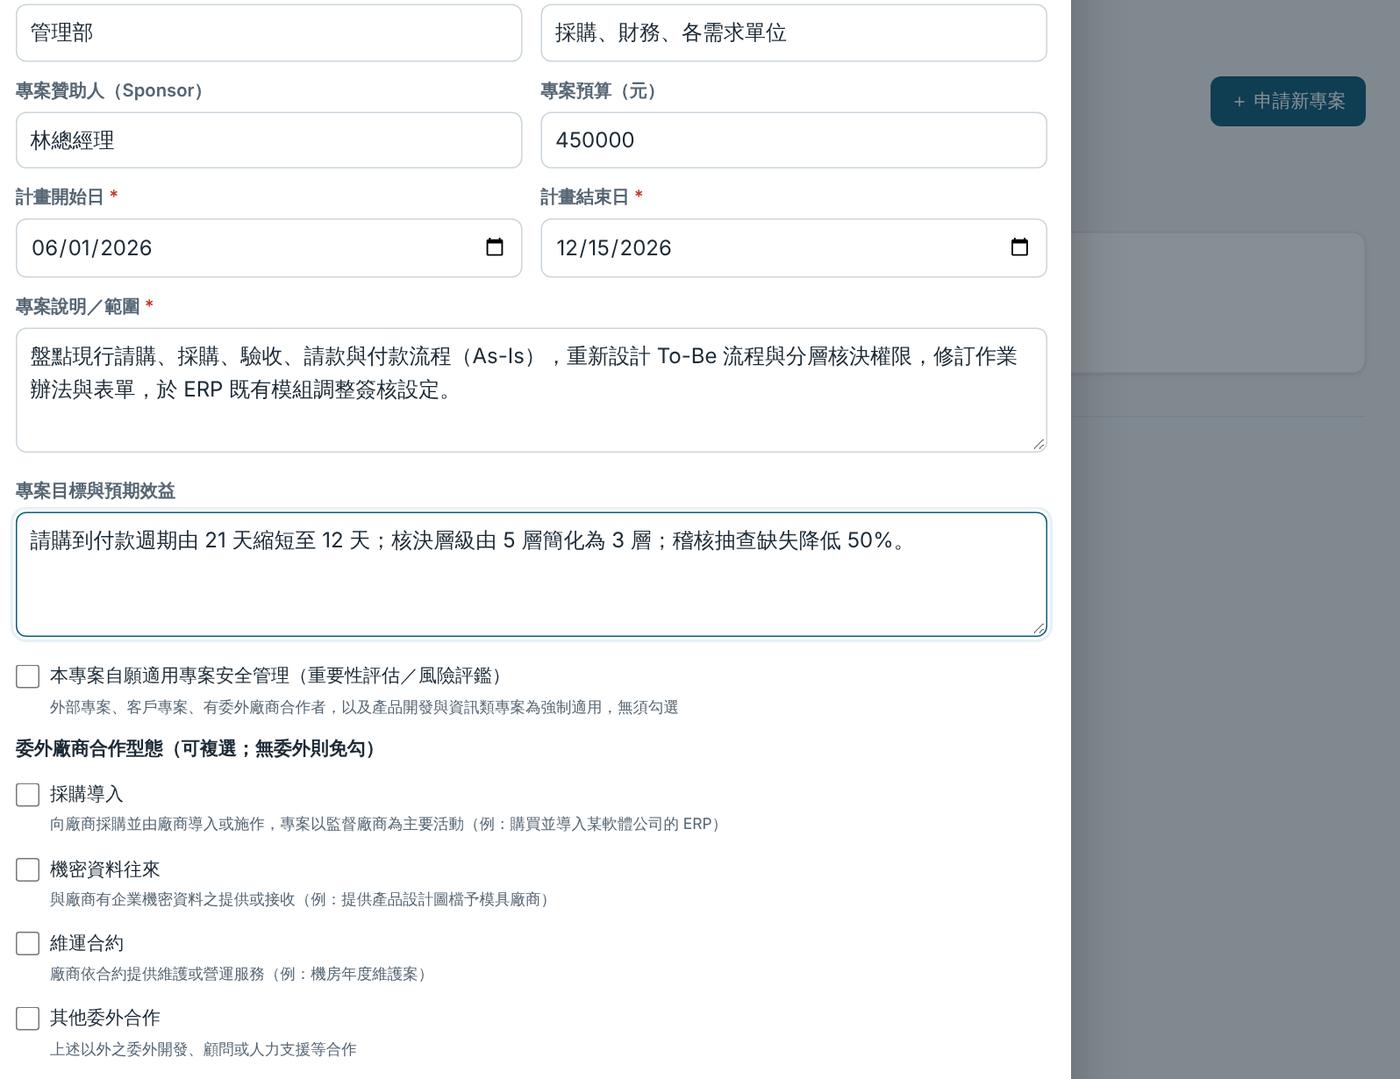 管理部
採購、財務、各需求單位
＋ 申請新專案
專案贊助人（Sponsor）
專案預算（元）
林總經理
450000
計畫開始日 *
計畫結束日 *
06/01/2026
12/15/2026
專案說明／範圍 *
盤點現行請購、採購、驗收、請款與付款流程（As-Is），重新設計 To-Be 流程與分層核決權限，修訂作業
辦法與表單，於 ERP 既有模組調整簽核設定。
專案目標與預期效益
請購到付款週期由 21 天縮短至 12 天；核決層級由 5 層簡化為 3 層；稽核抽查缺失降低 50%。
本專案自願適用專案安全管理（重要性評估／風險評鑑）
外部專案、客戶專案、有委外廠商合作者，以及產品開發與資訊類專案為強制適用，無須勾選
委外廠商合作型態（可複選；無委外則免勾）
採購導入
向廠商採購並由廠商導入或施作，專案以監督廠商為主要活動（例：購買並導入某軟體公司的 ERP）
機密資料往來
與廠商有企業機密資料之提供或接收（例：提供產品設計圖檔予模具廠商）
維運合約
廠商依合約提供維護或營運服務（例：機房年度維護案）
其他委外合作
上述以外之委外開發、顧問或人力支援等合作